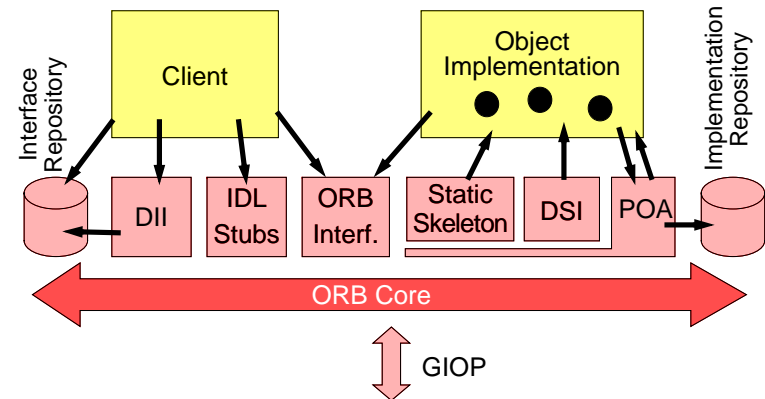 Interface
Repository
Client
Object
Implementation
Implementation
Repository
DII
IDL
Stubs
ORB
Interf.
Static
Skeleton
DSI
POA
ORB Core
GIOP